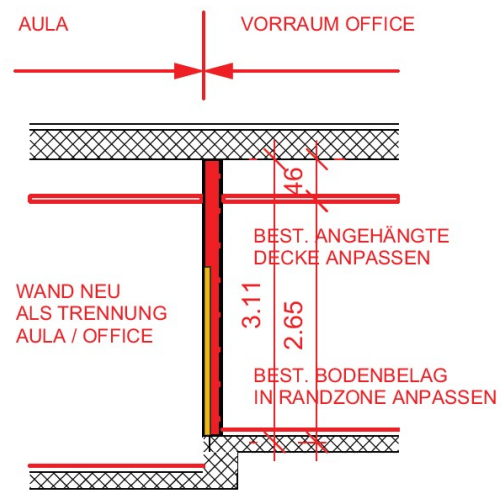 AULA
VORRAUM OFFICE
46
BEST. ANGEHÄNGTE
DECKE ANPASSEN
WAND NEU
ALS TRENNUNG
AULA / OFFICE
3.11
2.65
BEST. BODENBELAG
IN RANDZONE ANPASSEN